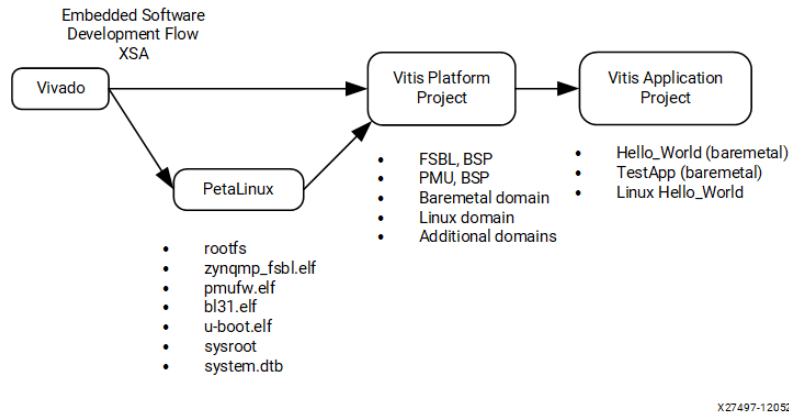 Embedded Software
Development Flow
XSA
Vivado
Vitis Platform
Project
Vitis Application
Project
PetaLinux
• FSBL, BSP
• PMU, BSP
• Baremetal domain
• Linux domain
• Additional domains
• Hello_World (baremetal)
• TestApp (baremetal)
• Linux Hello_World
• rootfs
• zynqmp_fsbl.elf
• pmufw.elf
• bl31.elf
• u-boot.elf
• sysroot
• system.dtb
X27497-12052